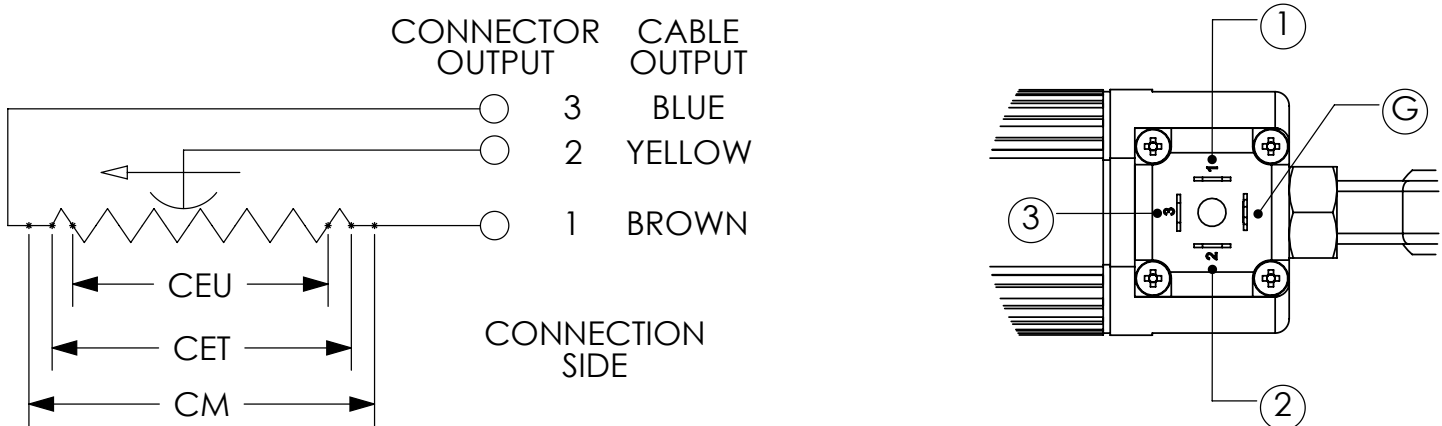 CONNECTOR CABLE
OUTPUT OUTPUT
3 BLUE
2 YELLOW
1 BROWN
CEU
CET
CM
CONNECTION
SIDE
1
G
3
2
1
3
2